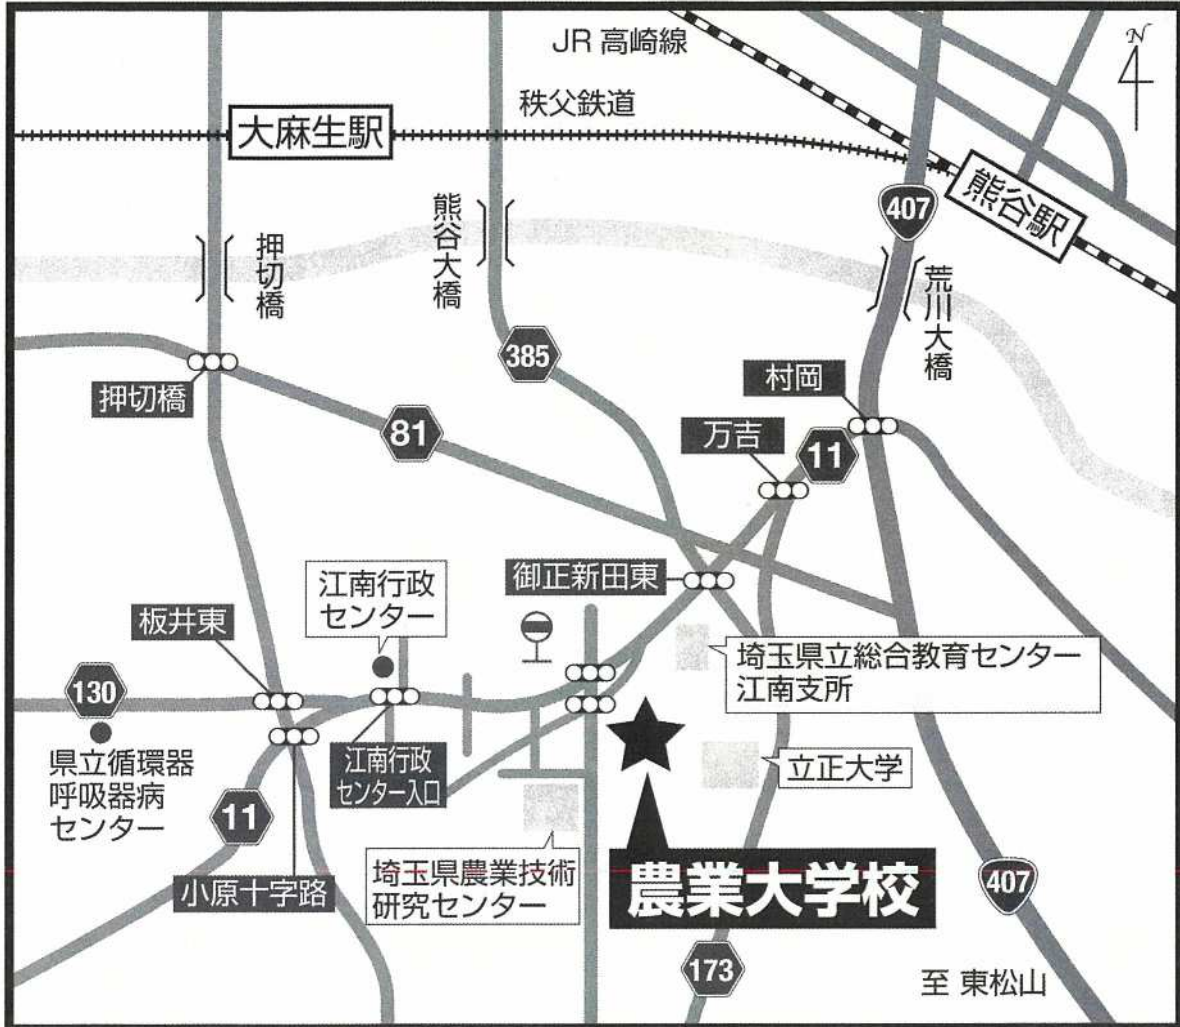 JR 高崎線
N
秩父鉄道
大麻生駅
熊谷駅
407
熊谷大橋
押切橋
荒川大橋
385
押切橋
村岡
81
万吉
11
御正新田東
江南行政
センター
板井東
埼玉県立総合教育センター
江南支所
130
県立循環器
呼吸器病
センター
江南行政
センター入口
立正大学
11
小原十字路
埼玉県農業技術
研究センター
農業大学校
407
173
至 東松山